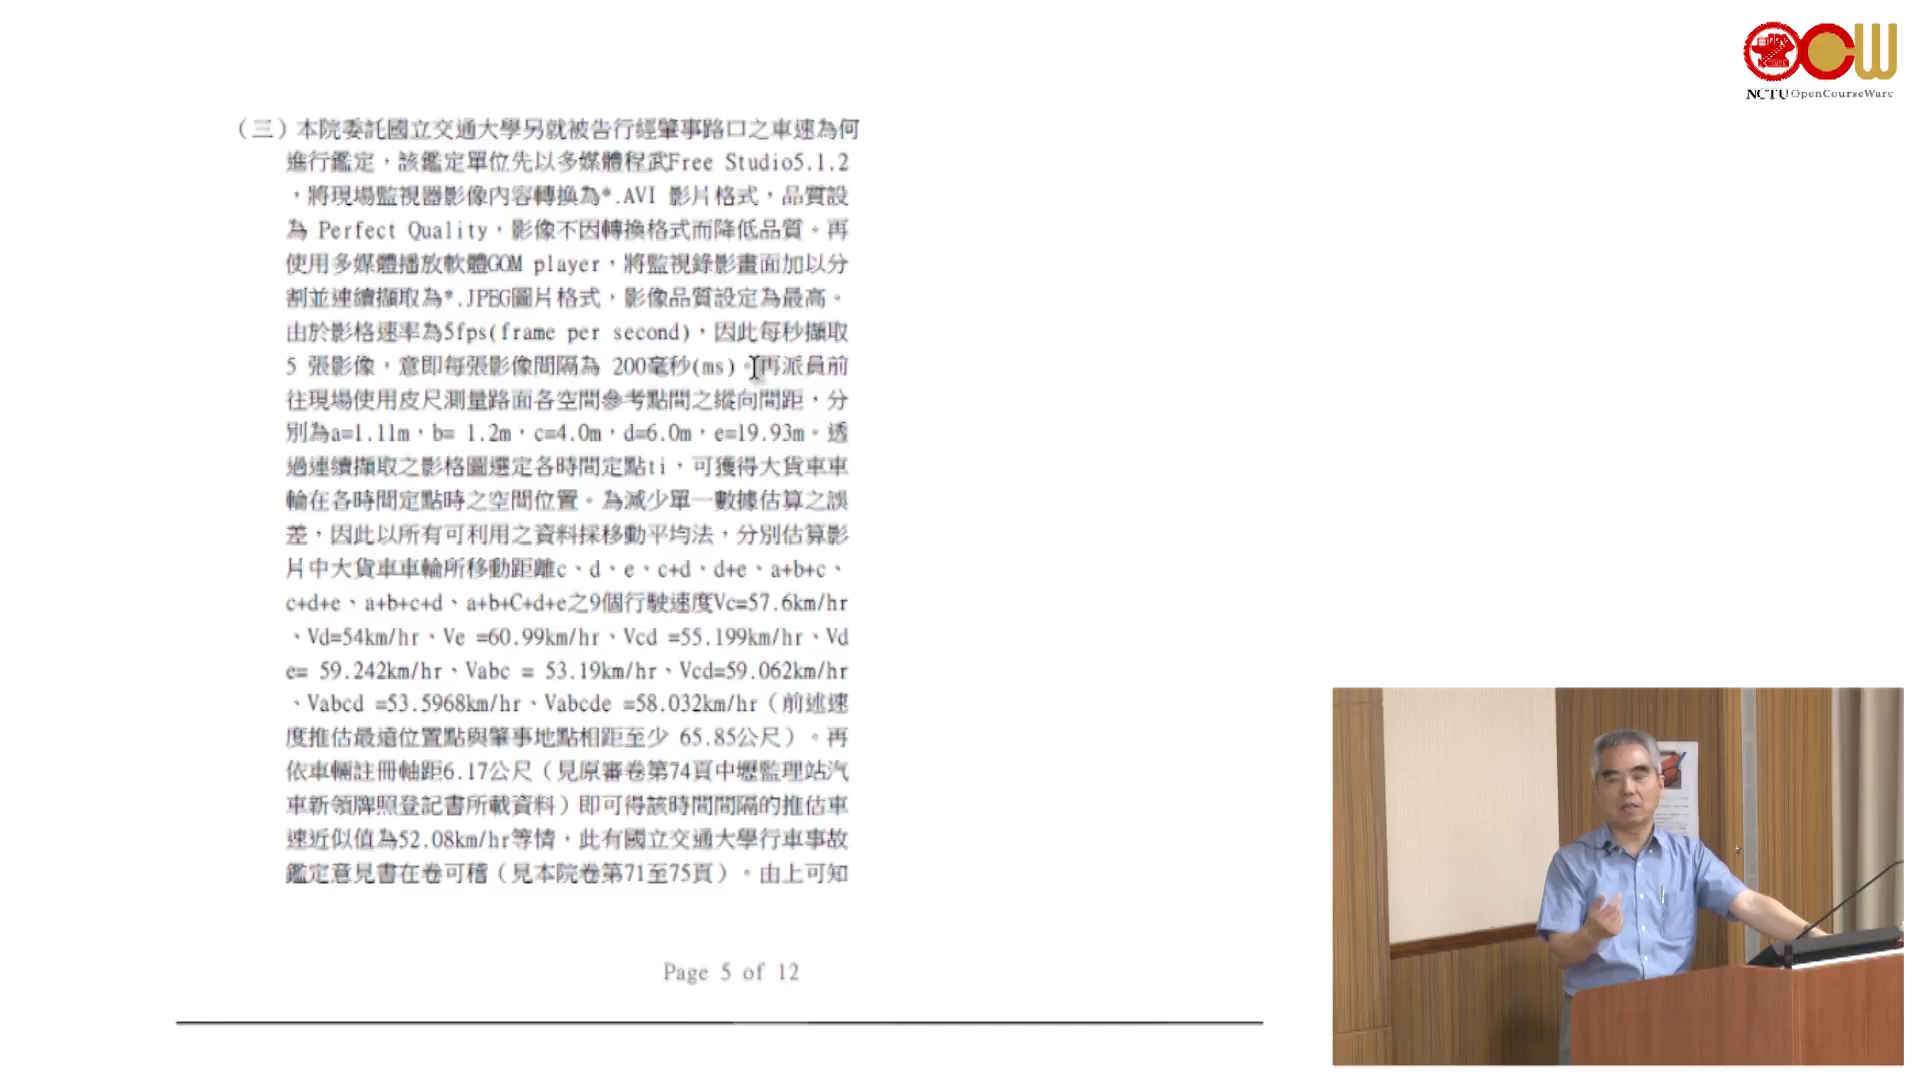 NCTU OpenCourseWare
（三）本院委託國立交通大學另就被告行經肇事路口之車速為何
進行鑑定，該鑑定單位先以多媒體程武Free Studio5.1.2
，將現場監視器影像內容轉換為*.AVI 影片格式，品質設
為 Perfect Quality，影像不因轉換格式而降低品質。再
使用多媒體播放軟體GOM player，將監視錄影畫面加以分
割並連續擷取為*.JPEG圖片格式，影像品質設定為最高。
由於影格速率為5fps(frame per second)，因此每秒擷取
5 張影像，意即每張影像間隔為 200毫秒(ms)。再派員前
往現場使用皮尺測量路面各空間參考點間之縱向間距，分
別為a=1.11m，b= 1.2m，c=4.0m，d=6.0m，e=19.93m。透
過連續擷取之影格圖選定各時間定點ti，可獲得大貨車車
輪在各時間定點時之空間位置。為減少單一數據估算之誤
差，因此以所有可利用之資料採移動平均法，分別估算影
片中大貨車車輪所移動距離c、d、e、c+d、d+e、a+b+c、
c+d+e、a+b+c+d、a+b+C+d+e之9個行駛速度Vc=57.6km/hr
、Vd=54km/hr、Ve =60.99km/hr、Vcd =55.199km/hr、Vd
e= 59.242km/hr、Vabc = 53.19km/hr、Vcd=59.062km/hr
、Vabcd =53.5968km/hr、Vabcde =58.032km/hr（前述速
度推估最遠位置點與肇事地點相距至少 65.85公尺）。再
依車輛註冊軸距6.17公尺（見原審卷第74頁中壢監理站汽
車新領牌照登記書所載資料）即可得該時間間隔的推估車
速近似值為52.08km/hr等情，此有國立交通大學行車事故
鑑定意見書在卷可稽（見本院卷第71至75頁）。由上可知
Page 5 of 12